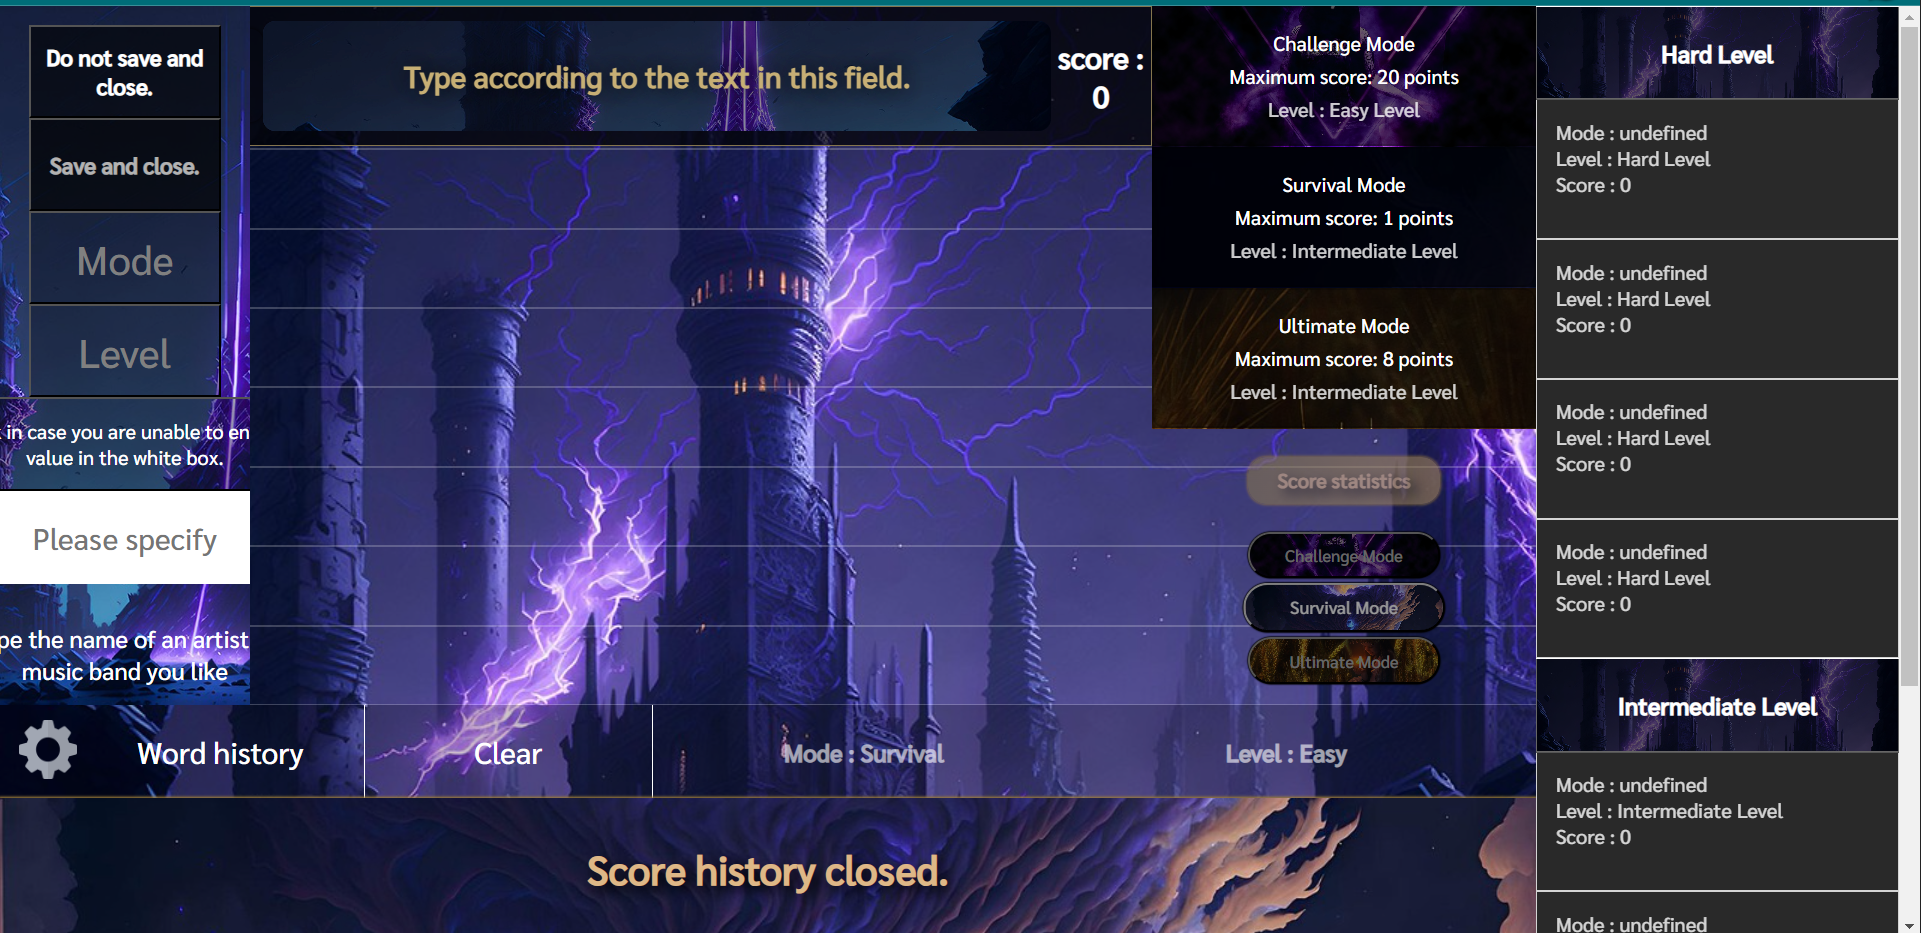 Do not save and
close.
Save and close.
Mode
Level
in case you are unable to en
value in the white box.
Please specify
pe the name of an artist
music band you like
Type according to the text in this field.
score :
0
Challenge Mode
Maximum score: 20 points
Level : Easy Level
Survival Mode
Maximum score: 1 points
Level : Intermediate Level
Ultimate Mode
Maximum score: 8 points
Level : Intermediate Level
Score statistics
Challenge Mode
Survival Mode
Ultimate Mode
Word history
Clear
Mode : Survival
Level : Easy
Score history closed.
Hard Level
Mode : undefined
Level : Hard Level
Score : 0
Mode : undefined
Level : Hard Level
Score : 0
Mode : undefined
Level : Hard Level
Score : 0
Mode : undefined
Level : Hard Level
Score : 0
Intermediate Level
Mode : undefined
Level : Intermediate Level
Score : 0
Mode : undefined